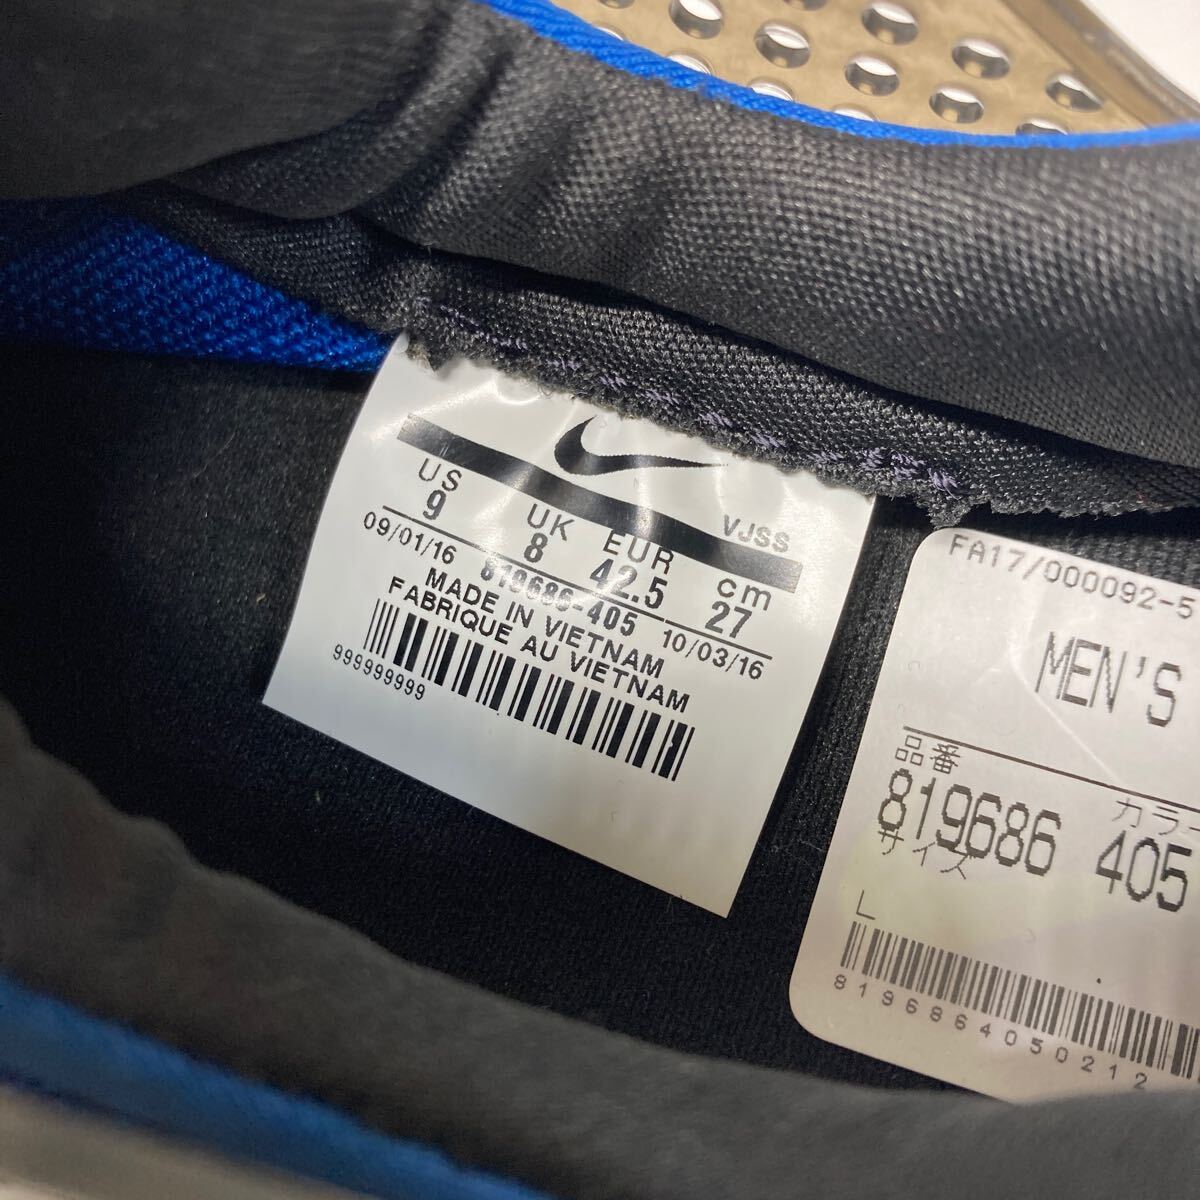 VJSS
US UK EUR cm
9 8 42.5 27
09/01/16 819686-405 10/03/16
MADE IN VIETNAM
FABRIQUE AU VIETNAM
999999999
FA17/000092-5
MEN'S
品番 カラ
819686 405
サイズ
L
8196864050212